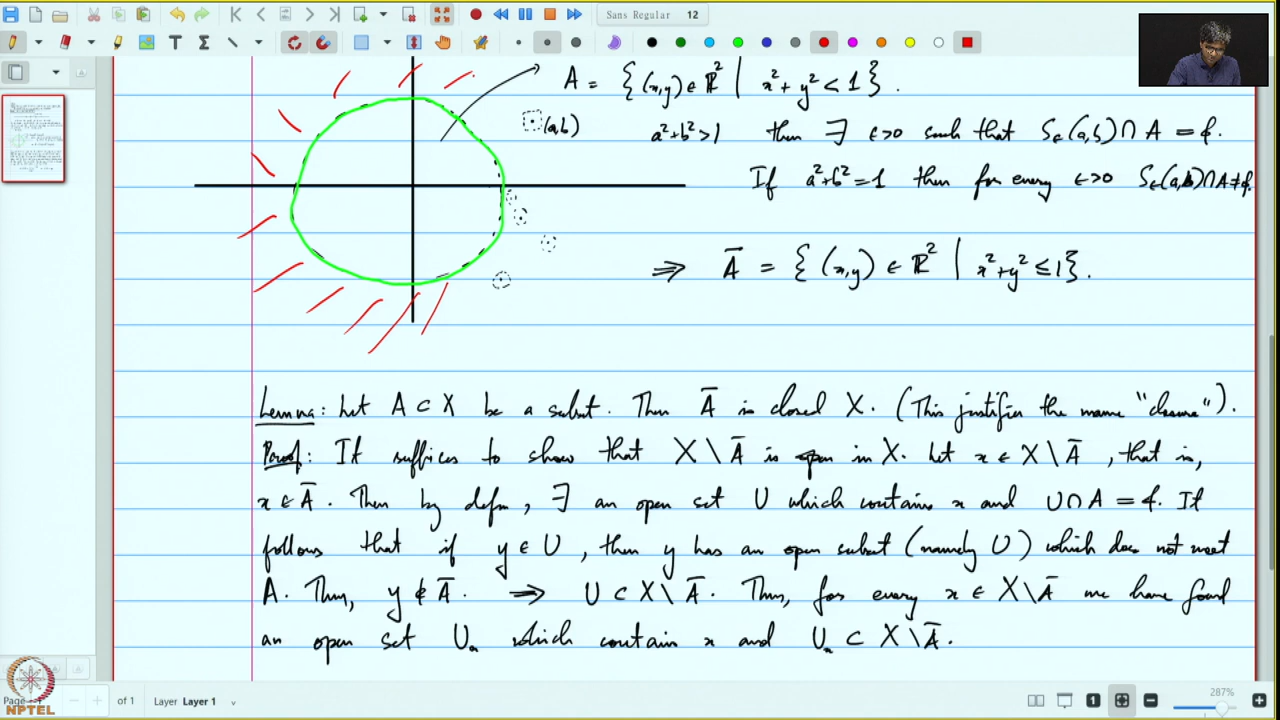 Sans Regular 12
A = {(x,y) ∈ ℝ² | x² + y² < 1}.
(a,b) a²+b²>1 then ∃ ε>0 such that Sε(a,b) ∩ A = ϕ.
If a²+b²=1 then for every ε>0 Sε(a,b)∩A≠ϕ.
⇒ Ā = {(x,y) ∈ ℝ² | x²+y² ≤ 1}.
Lemma: Let A ⊂ X be a subset. Then Ā is closed X. (This justifies the name "closure").
Proof: It suffices to show that X \ Ā is open in X. Let x ∈ X \ Ā, that is,
x ∈ Ā. Then by defn, ∃ an open set U which contains x and U ∩ A = ϕ. It
follows that if y ∈ U, then y has an open subset (namely U) which does not meet
A. Thus, y ∉ Ā. ⇒ U ⊂ X \ Ā. Thus, for every x ∈ X \ Ā we have found
an open set Uₓ which contain x and Uₓ ⊂ X \ Ā.
of 1 Layer Layer 1 287%
NPTEL